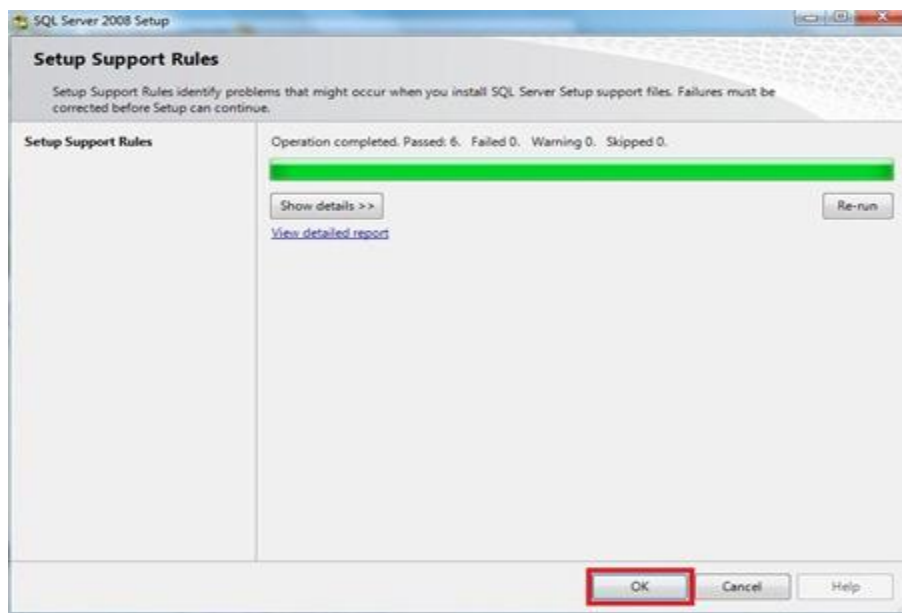 SQL Server 2008 Setup
Setup Support Rules
Setup Support Rules identify problems that might occur when you install SQL Server Setup support files. Failures must be
corrected before Setup can continue.
Setup Support Rules
Operation completed. Passed: 6. Failed 0. Warning 0. Skipped 0.
Show details >>
Re-run
View detailed report
OK
Cancel
Help